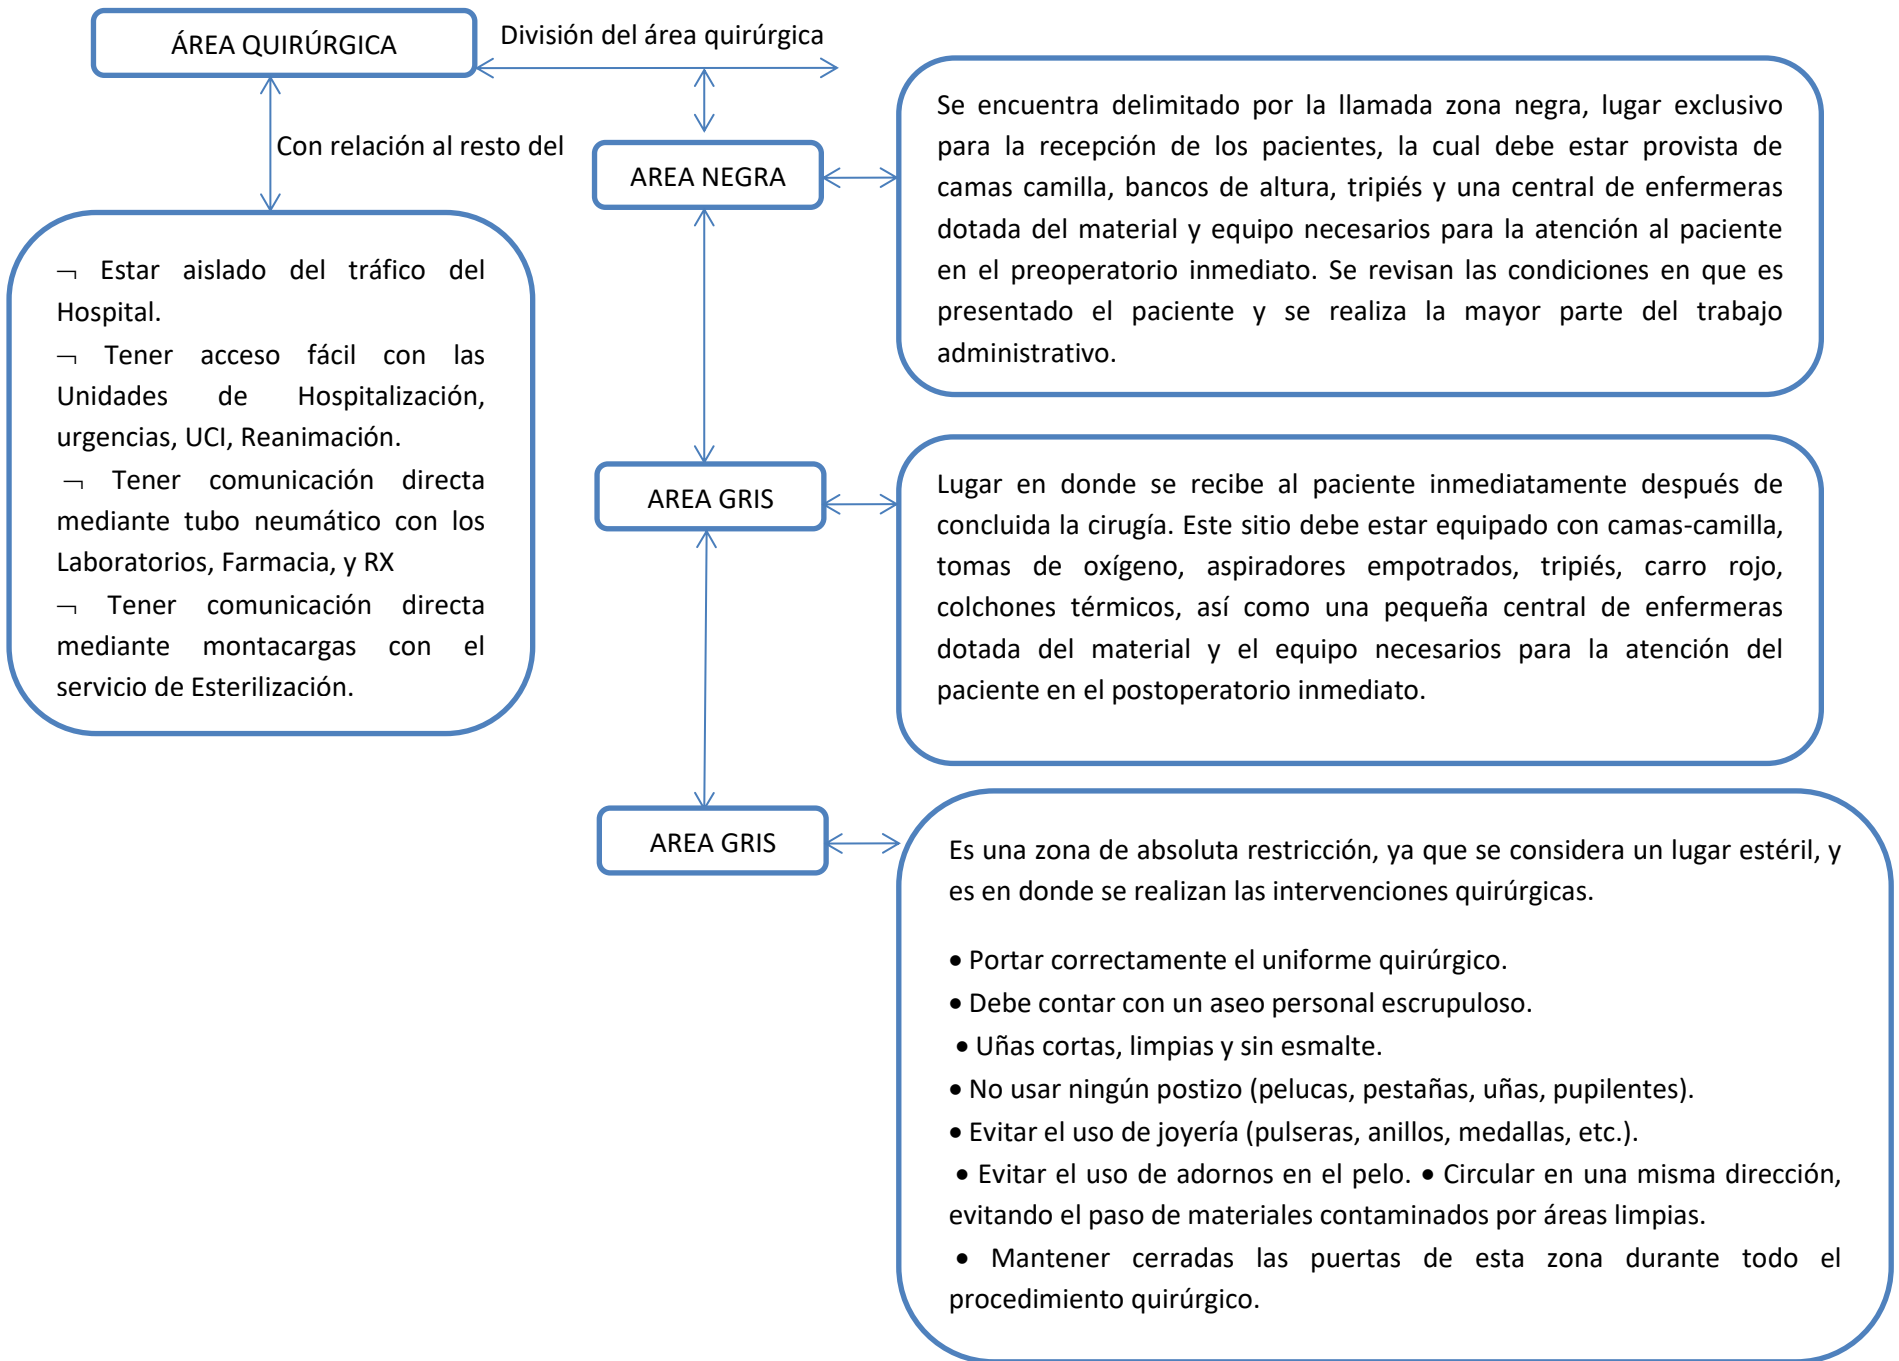 ÁREA QUIRÚRGICA
División del área quirúrgica
Con relación al resto del
¬ Estar aislado del tráfico del
Hospital.
¬ Tener acceso fácil con las
Unidades de Hospitalización,
urgencias, UCI, Reanimación.
¬ Tener comunicación directa
mediante tubo neumático con los
Laboratorios, Farmacia, y RX
¬ Tener comunicación directa
mediante montacargas con el
servicio de Esterilización.
AREA NEGRA
Se encuentra delimitado por la llamada zona negra, lugar exclusivo
para la recepción de los pacientes, la cual debe estar provista de
camas camilla, bancos de altura, tripiés y una central de enfermeras
dotada del material y equipo necesarios para la atención al paciente
en el preoperatorio inmediato. Se revisan las condiciones en que es
presentado el paciente y se realiza la mayor parte del trabajo
administrativo.
AREA GRIS
Lugar en donde se recibe al paciente inmediatamente después de
concluida la cirugía. Este sitio debe estar equipado con camas-camilla,
tomas de oxígeno, aspiradores empotrados, tripiés, carro rojo,
colchones térmicos, así como una pequeña central de enfermeras
dotada del material y el equipo necesarios para la atención del
paciente en el postoperatorio inmediato.
AREA GRIS
Es una zona de absoluta restricción, ya que se considera un lugar estéril, y
es en donde se realizan las intervenciones quirúrgicas.
• Portar correctamente el uniforme quirúrgico.
• Debe contar con un aseo personal escrupuloso.
• Uñas cortas, limpias y sin esmalte.
• No usar ningún postizo (pelucas, pestañas, uñas, pupilentes).
• Evitar el uso de joyería (pulseras, anillos, medallas, etc.).
• Evitar el uso de adornos en el pelo. • Circular en una misma dirección,
evitando el paso de materiales contaminados por áreas limpias.
• Mantener cerradas las puertas de esta zona durante todo el
procedimiento quirúrgico.